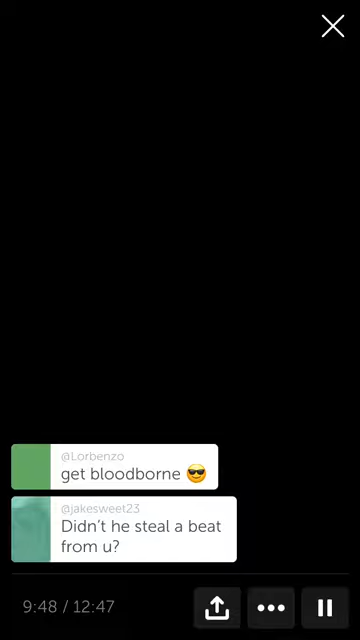 @Lorbenzo
get bloodborne 😎
@jakesweet23
Didn't he steal a beat
from u?
9:48 / 12:47